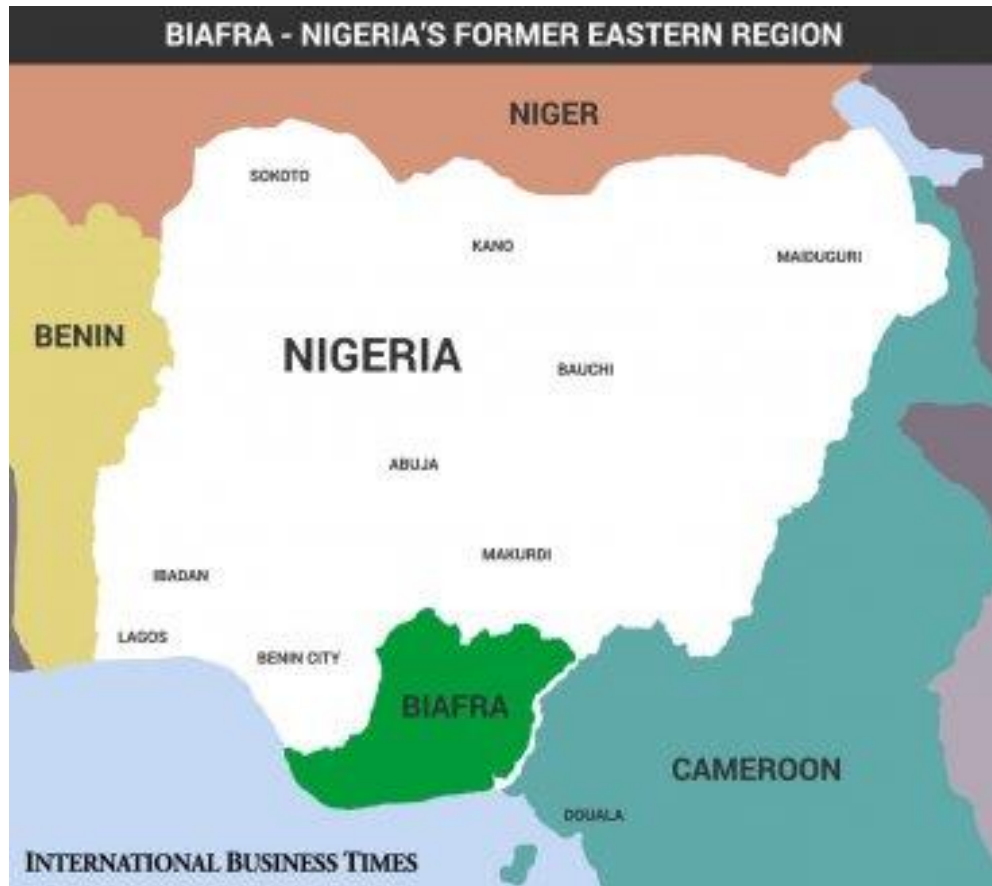 BIAFRA - NIGERIA'S FORMER EASTERN REGION
NIGER
SOKOTO
KANO
MAIDUGURI
BENIN
NIGERIA
BAUCHI
ABUJA
MAKURDI
IBADAN
LAGOS
BENIN CITY
BIAFRA
CAMEROON
DOUALA
INTERNATIONAL BUSINESS TIMES